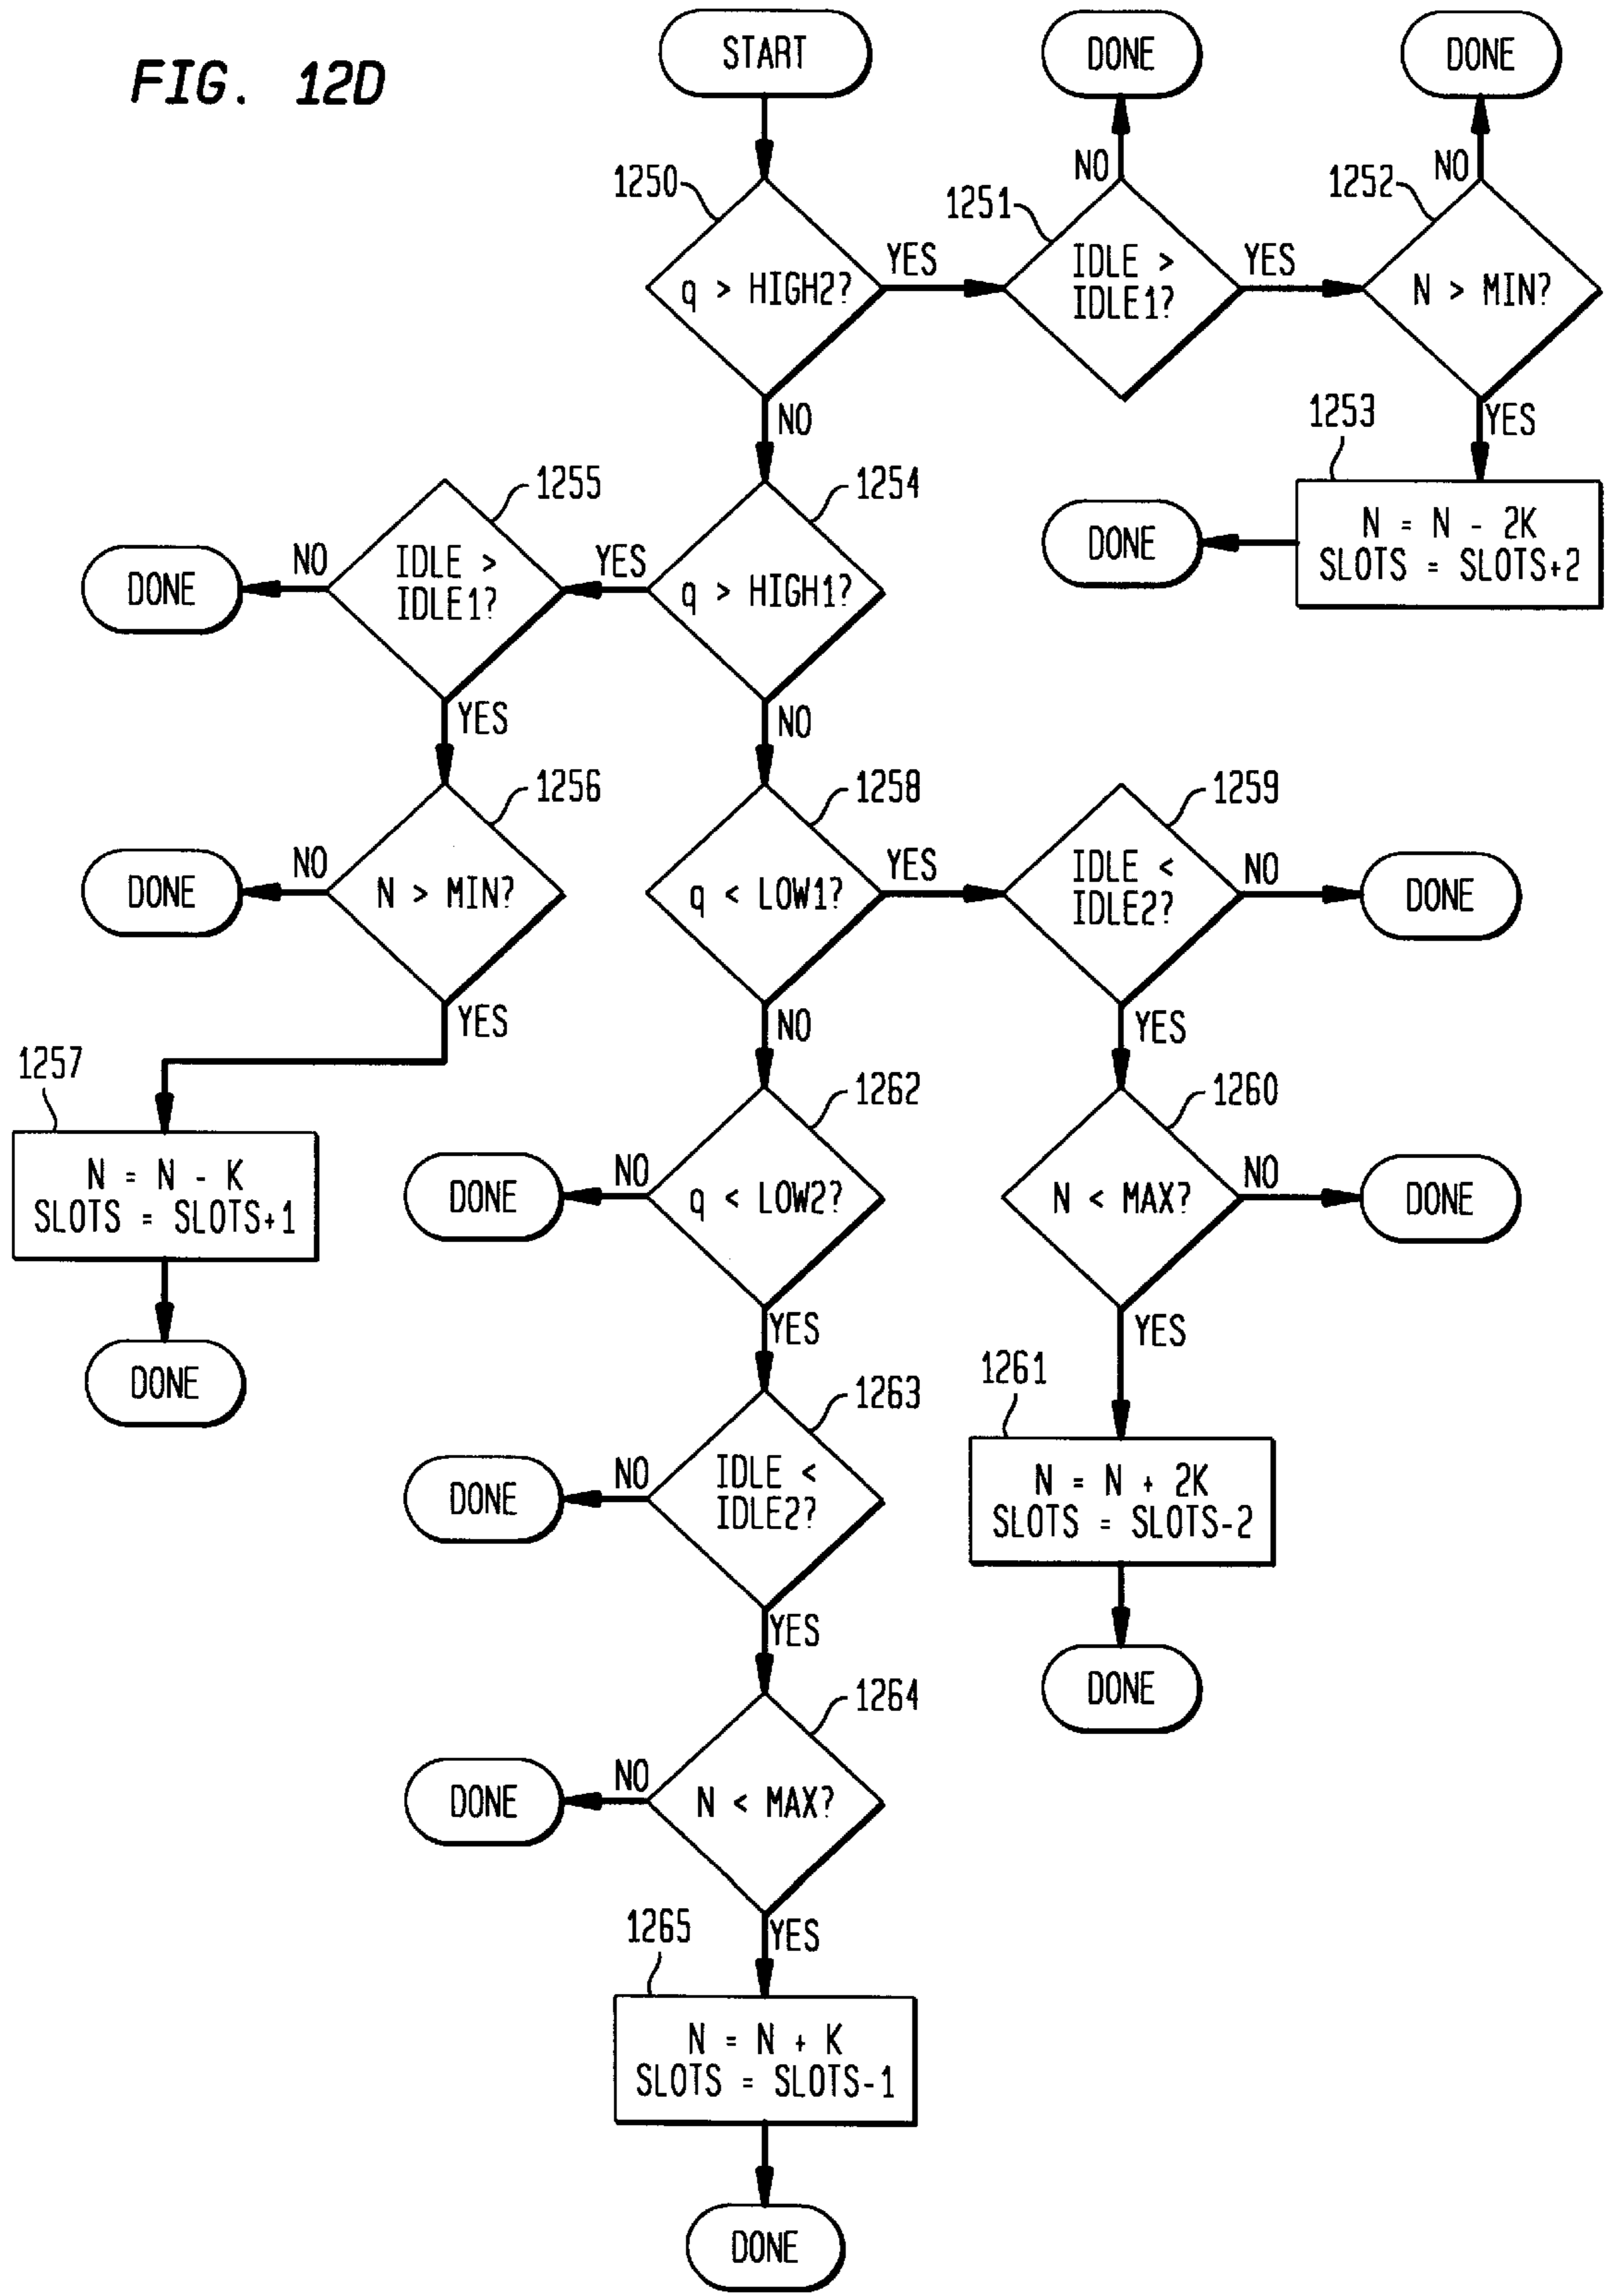 FIG. 12D
START
DONE
DONE
1250
NO
1251
NO
1252
q > HIGH2?
YES
IDLE >
IDLE1?
YES
N > MIN?
NO
YES
1253
N = N - 2K
SLOTS = SLOTS+2
DONE
1255
1254
DONE
NO
IDLE >
IDLE1?
YES
q > HIGH1?
YES
NO
1256
1258
1259
DONE
NO
N > MIN?
q < LOW1?
YES
IDLE <
IDLE2?
NO
DONE
YES
NO
YES
1257
N = N - K
SLOTS = SLOTS+1
DONE
1262
1260
DONE
NO
q < LOW2?
N < MAX?
NO
DONE
YES
YES
1263
1261
DONE
NO
IDLE <
IDLE2?
N = N + 2K
SLOTS = SLOTS-2
DONE
YES
1264
DONE
NO
N < MAX?
YES
1265
N = N + K
SLOTS = SLOTS-1
DONE